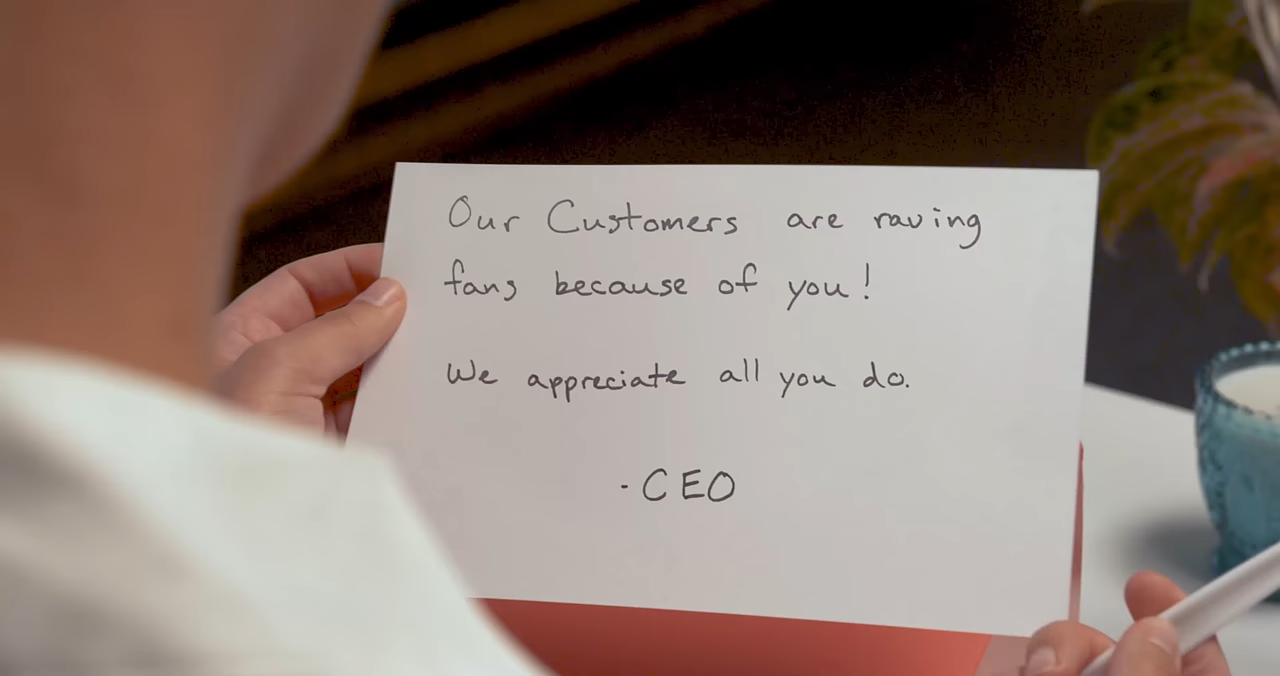 Our Customers are raving
fans because of you!
We appreciate all you do.
- CEO